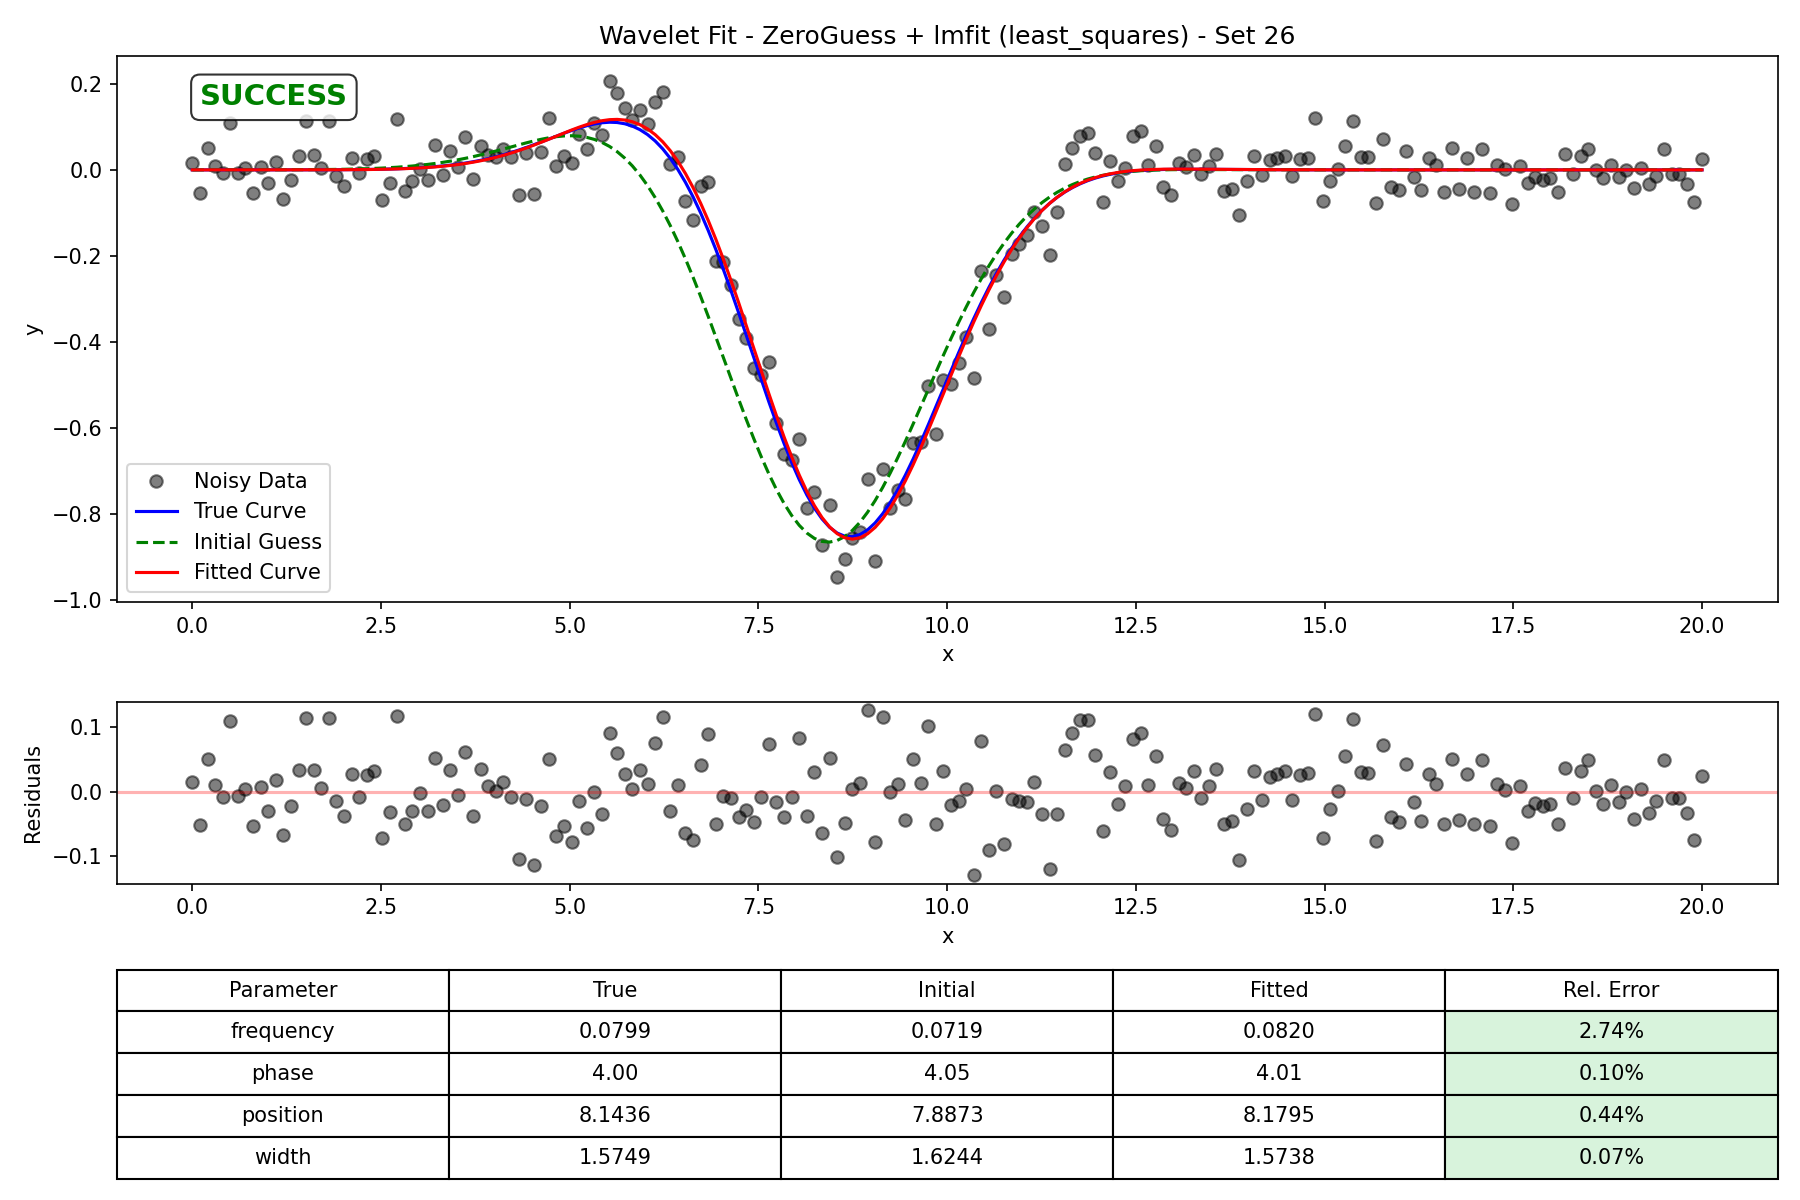 Wavelet Fit - ZeroGuess + lmfit (least_squares) - Set 26
SUCCESS
0.2
0.0
−0.2
−0.4
−0.6
−0.8
−1.0
y
Noisy Data
True Curve
Initial Guess
Fitted Curve
0.0 2.5 5.0 7.5 10.0 12.5 15.0 17.5 20.0
x
0.1
0.0
−0.1
Residuals
0.0 2.5 5.0 7.5 10.0 12.5 15.0 17.5 20.0
x
Parameter True Initial Fitted Rel. Error
frequency 0.0799 0.0719 0.0820 2.74%
phase 4.00 4.05 4.01 0.10%
position 8.1436 7.8873 8.1795 0.44%
width 1.5749 1.6244 1.5738 0.07%